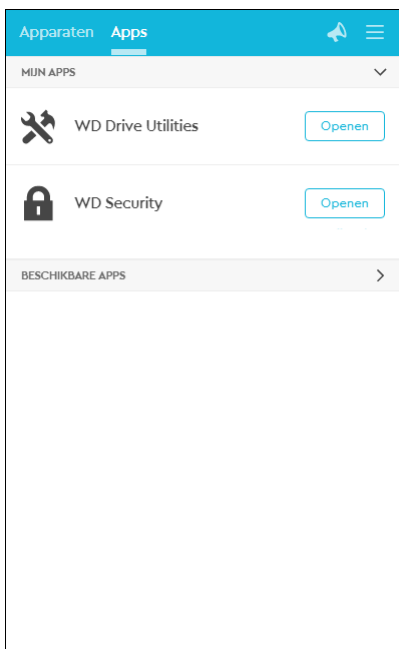 Apparaten Apps
MIJN APPS
WD Drive Utilities Openen
WD Security Openen
BESCHIKBARE APPS